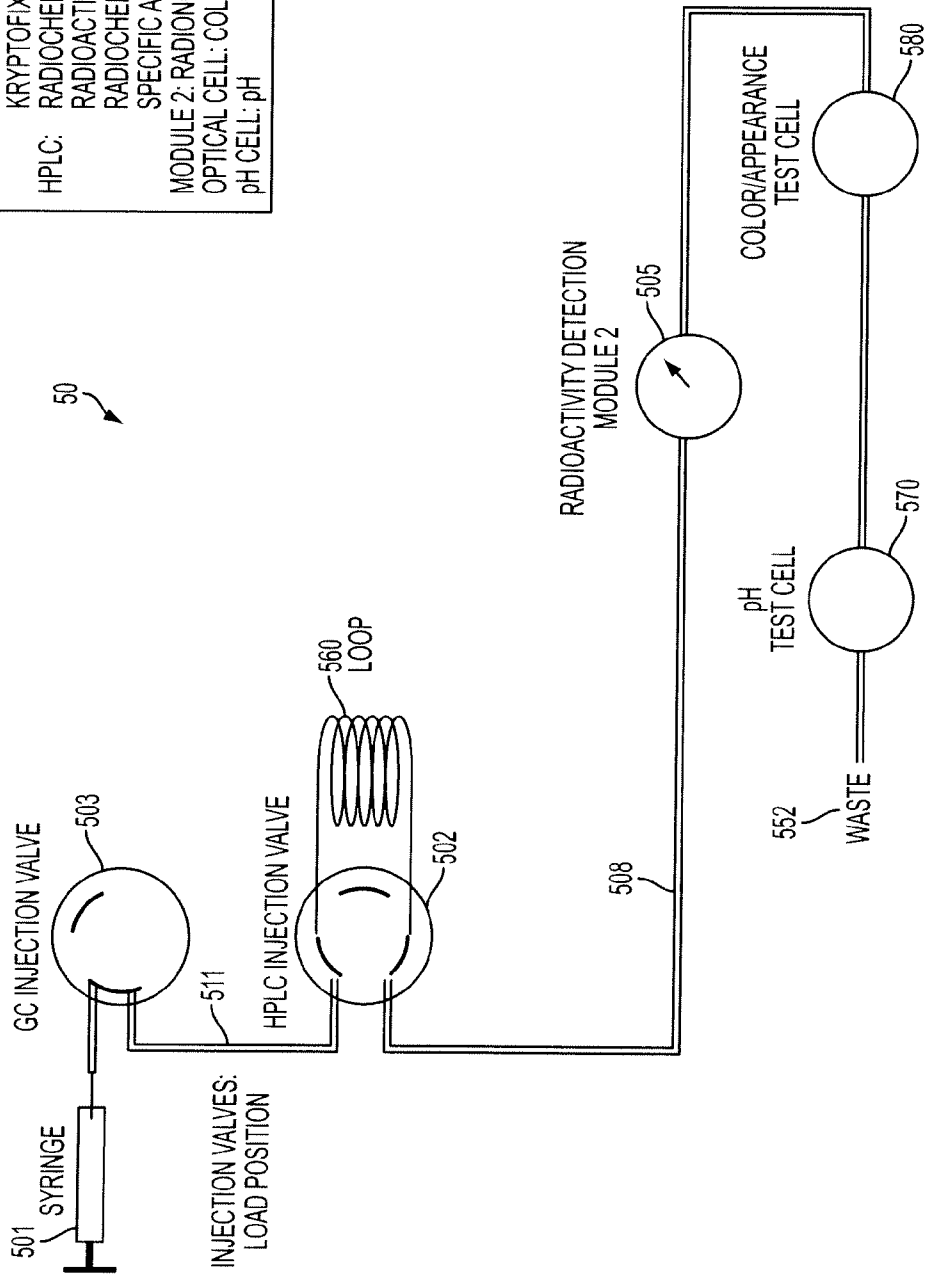 KRYPTOFIX
HPLC: RADIOCHE
RADIOACTI
RADIOCHE
SPECIFIC A
MODULE 2: RADION
OPTICAL CELL: COL
pH CELL: pH
50
GC INJECTION VALVE
503
SYRINGE
501
511
INJECTION VALVES:
LOAD POSITION
HPLC INJECTION VALVE
502
560
LOOP
508
RADIOACTIVITY DETECTION
MODULE 2
505
COLOR/APPEARANCE
TEST CELL
580
pH
TEST CELL
570
552
WASTE